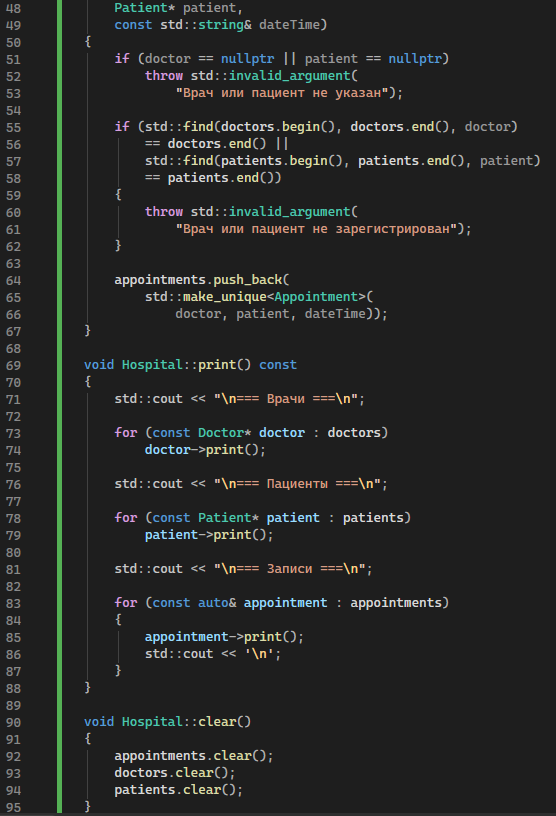 48 Patient* patient,
49 const std::string& dateTime)
50 {
51 if (doctor == nullptr || patient == nullptr)
52 throw std::invalid_argument(
53 "Врач или пациент не указан");
54
55 if (std::find(doctors.begin(), doctors.end(), doctor)
56 == doctors.end() ||
57 std::find(patients.begin(), patients.end(), patient)
58 == patients.end())
59 {
60 throw std::invalid_argument(
61 "Врач или пациент не зарегистрирован");
62 }
63
64 appointments.push_back(
65 std::make_unique<Appointment>(
66 doctor, patient, dateTime));
67 }
68
69 void Hospital::print() const
70 {
71 std::cout << "\n=== Врачи ===\n";
72
73 for (const Doctor* doctor : doctors)
74 doctor->print();
75
76 std::cout << "\n=== Пациенты ===\n";
77
78 for (const Patient* patient : patients)
79 patient->print();
80
81 std::cout << "\n=== Записи ===\n";
82
83 for (const auto& appointment : appointments)
84 {
85 appointment->print();
86 std::cout << '\n';
87 }
88 }
89
90 void Hospital::clear()
91 {
92 appointments.clear();
93 doctors.clear();
94 patients.clear();
95 }